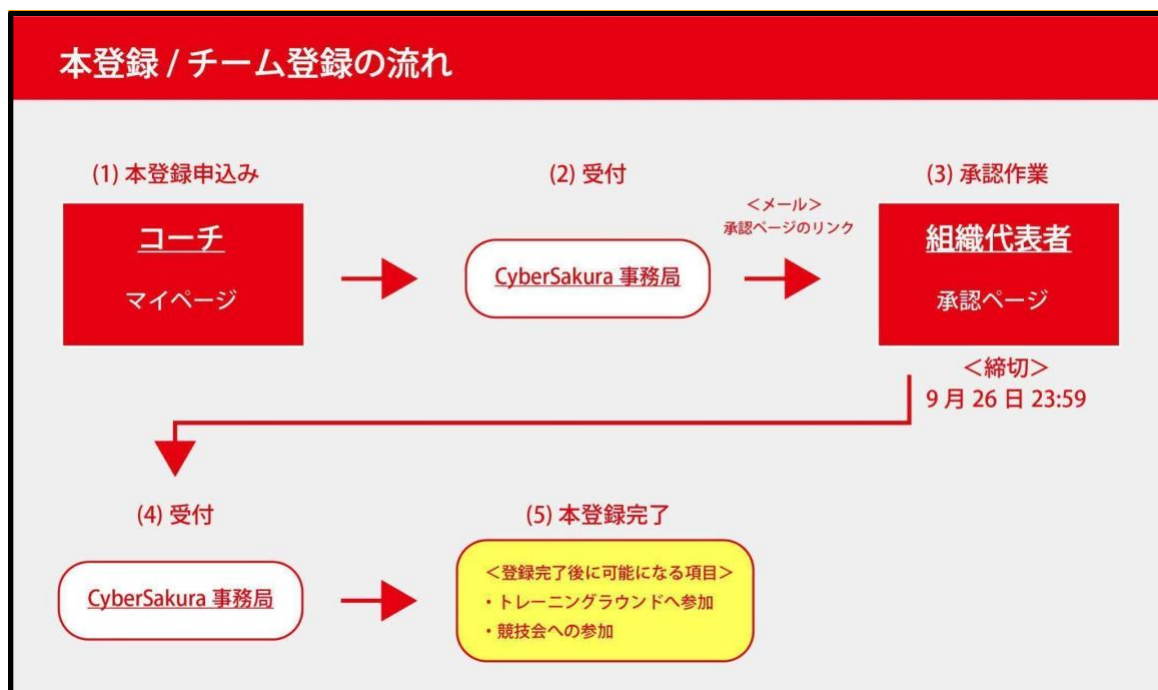 本登録 / チーム登録の流れ
(1) 本登録申込み
コーチ
マイページ
(2) 受付
CyberSakura 事務局
＜メール＞
承認ページのリンク
(3) 承認作業
組織代表者
承認ページ
＜締切＞
9 月 26 日 23:59
(4) 受付
CyberSakura 事務局
(5) 本登録完了
＜登録完了後に可能になる項目＞
・トレーニングラウンドへ参加
・競技会への参加